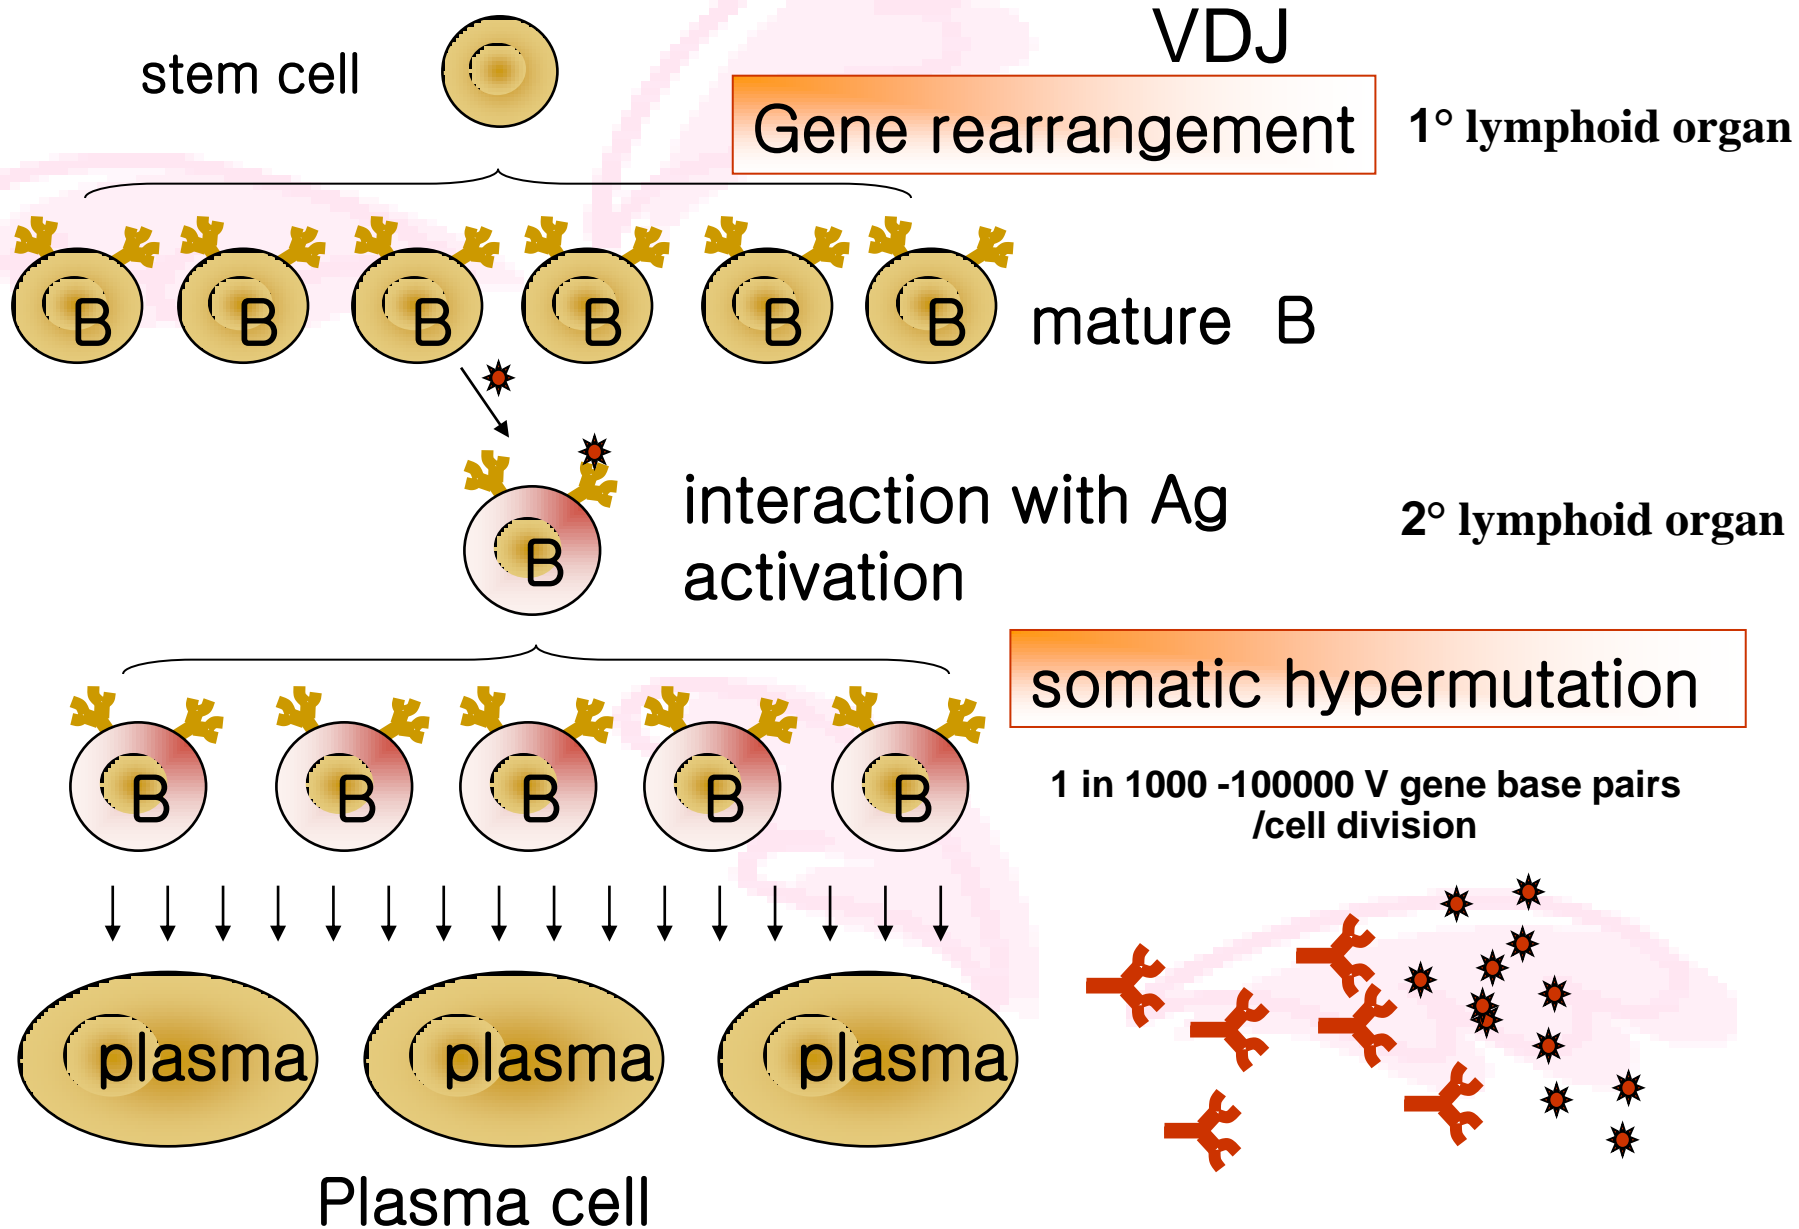 VDJ
stem cell
Gene rearrangement
1° lymphoid organ
B B B B B B
mature B
interaction with Ag
activation
2° lymphoid organ
B
somatic hypermutation
B B B B B
1 in 1000 -100000 V gene base pairs
/cell division
plasma plasma plasma
Plasma cell